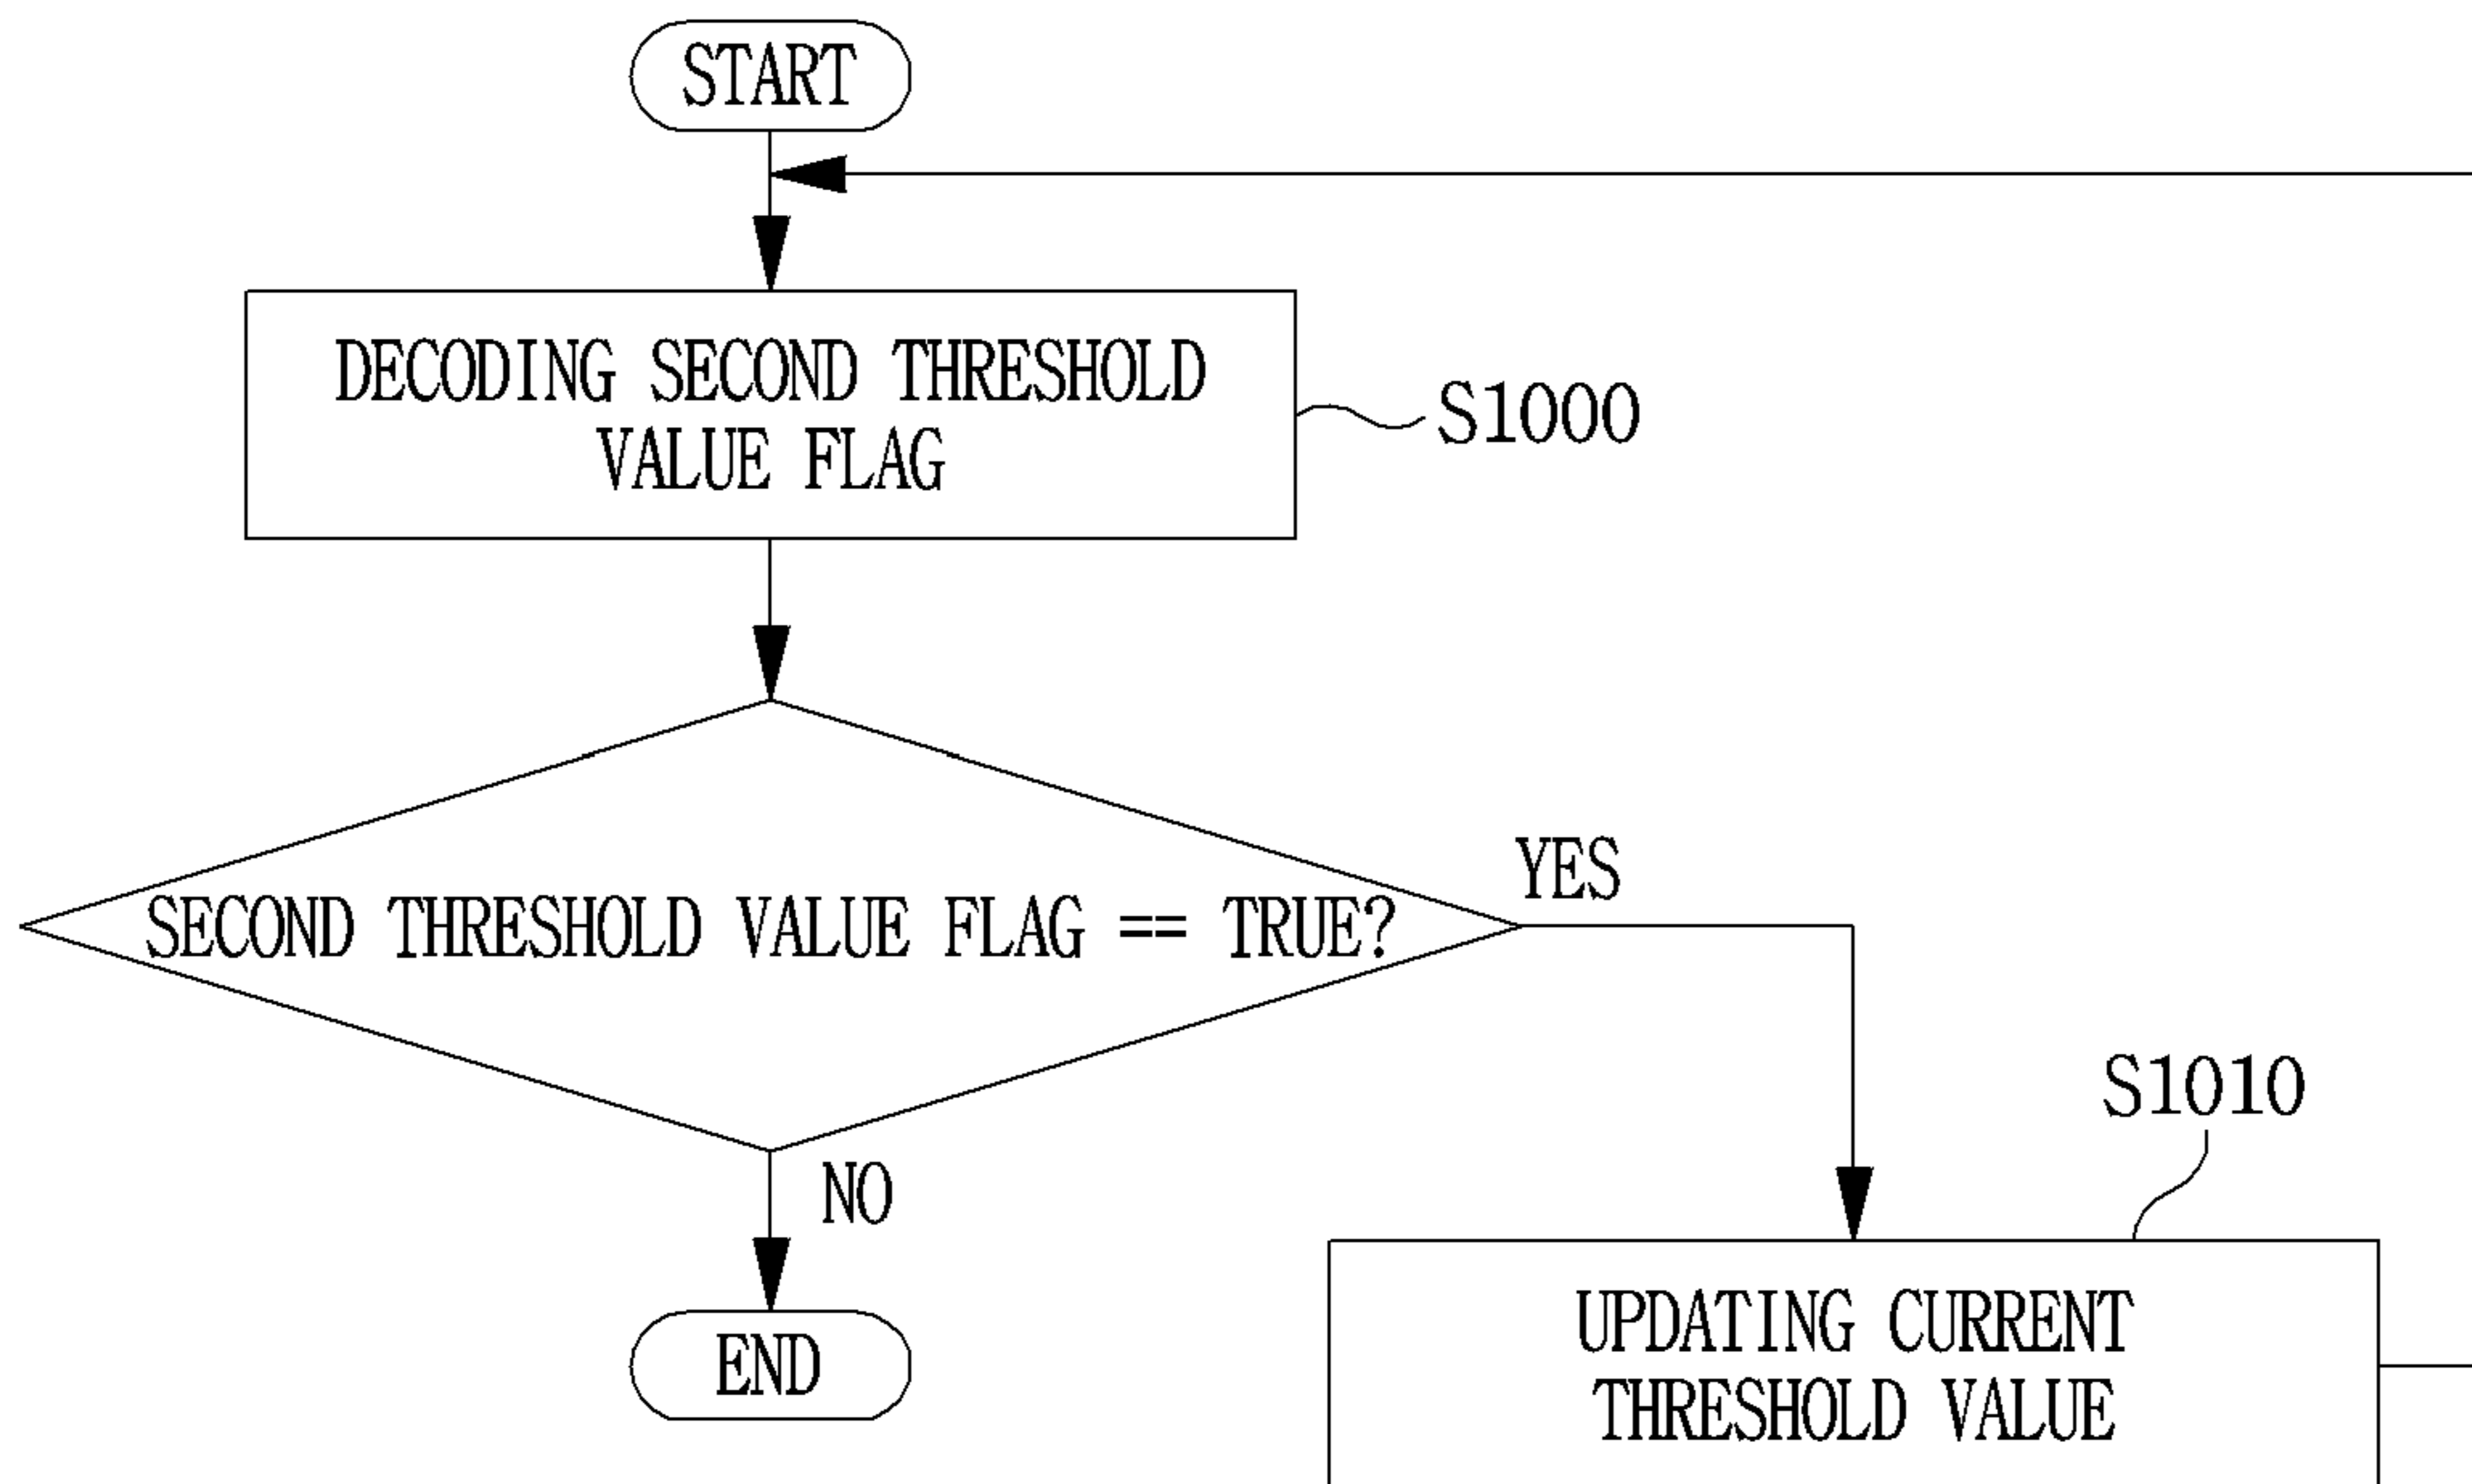 START
DECODING SECOND THRESHOLD
VALUE FLAG
S1000
SECOND THRESHOLD VALUE FLAG == TRUE?
YES
NO
S1010
UPDATING CURRENT
THRESHOLD VALUE
END